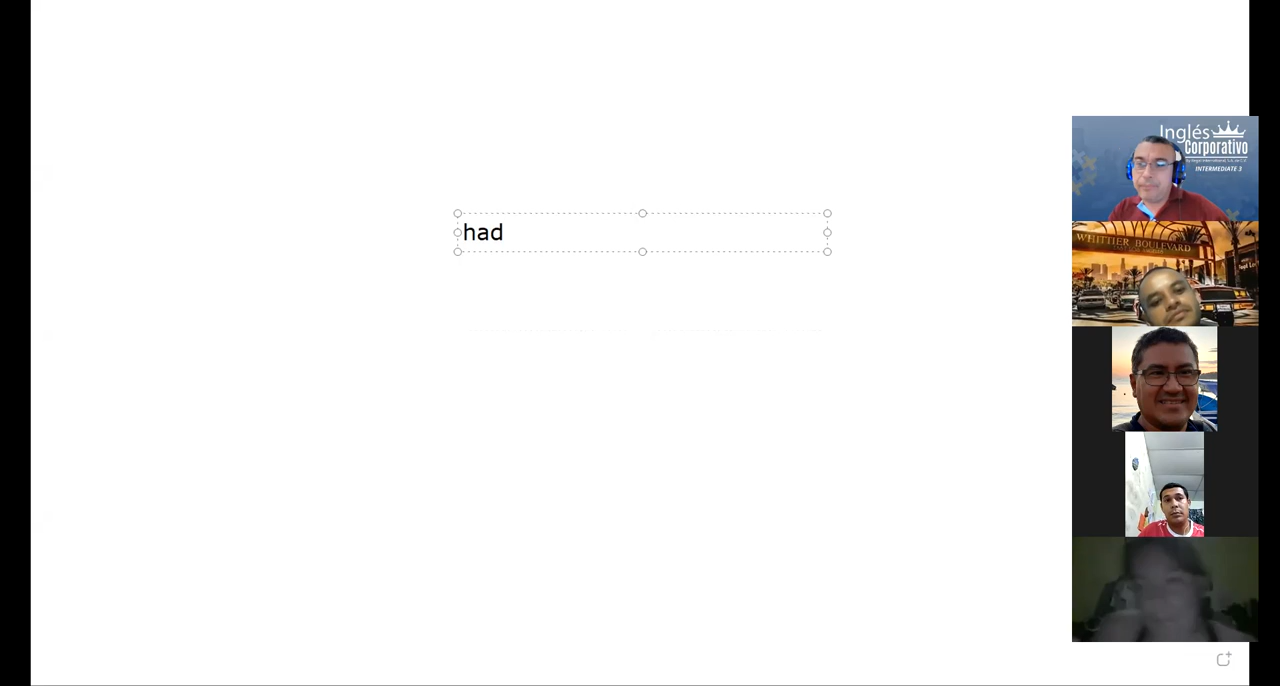 had
Inglés
Corporativo
INTERMEDIATE 3
WHITTIER BOULEVARD